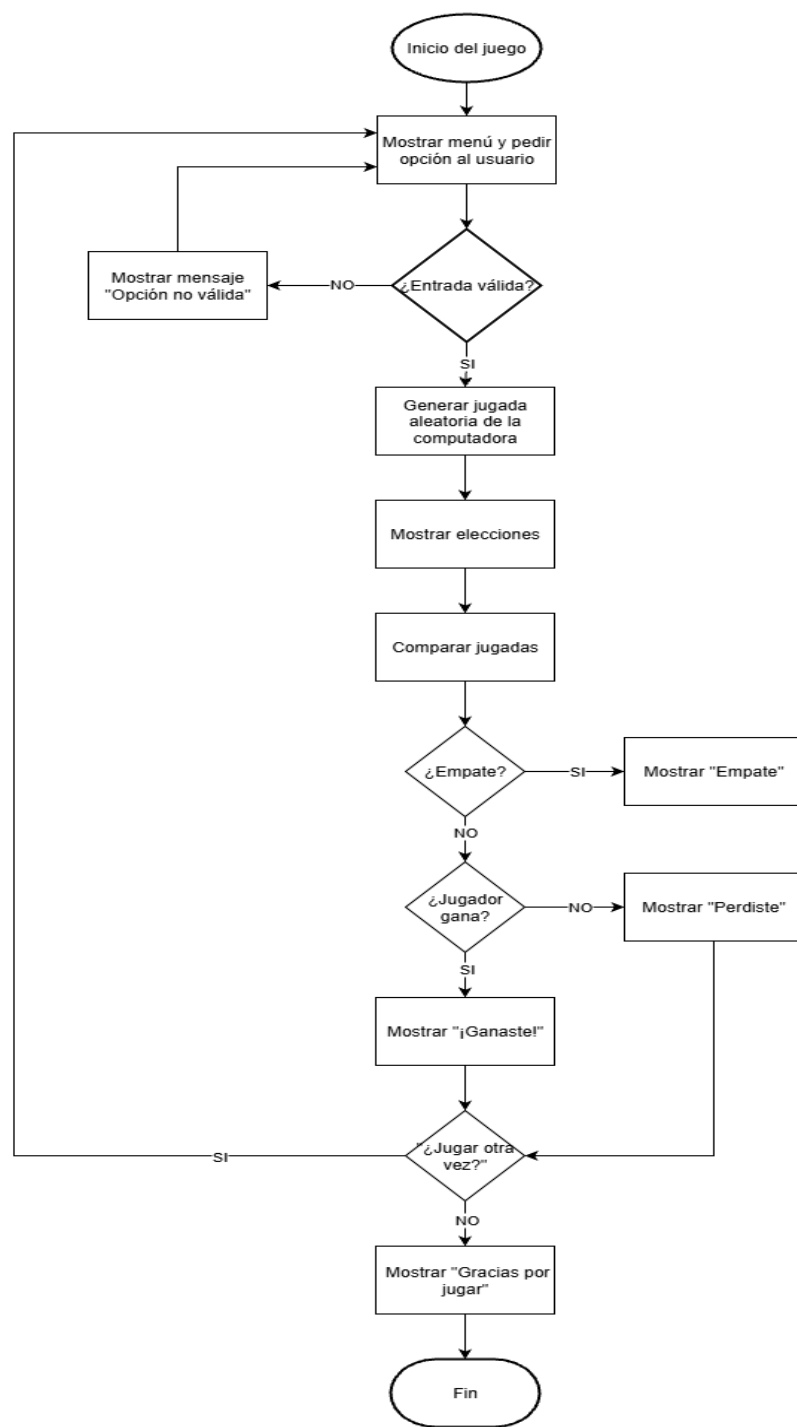 Inicio del juego
Mostrar menú y pedir
opción al usuario
Mostrar mensaje
"Opción no válida"
NO
¿Entrada válida?
SI
Generar jugada
aleatoria de la
computadora
Mostrar elecciones
Comparar jugadas
¿Empate?
SI
Mostrar "Empate"
NO
¿Jugador
gana?
NO
Mostrar "Perdiste"
SI
Mostrar "¡Ganaste!"
"¿Jugar otra
vez?"
SI
NO
Mostrar "Gracias por
jugar"
Fin